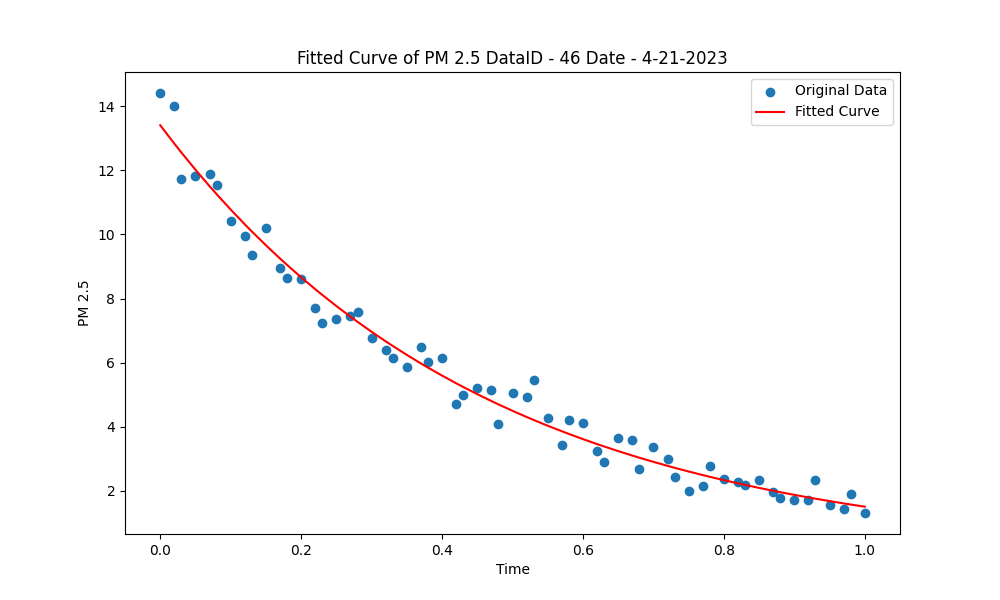 Fitted Curve of PM 2.5 DataID - 46 Date - 4-21-2023
Original Data
Fitted Curve
14
12
10
8
6
4
2
PM 2.5
0.0 0.2 0.4 0.6 0.8 1.0
Time